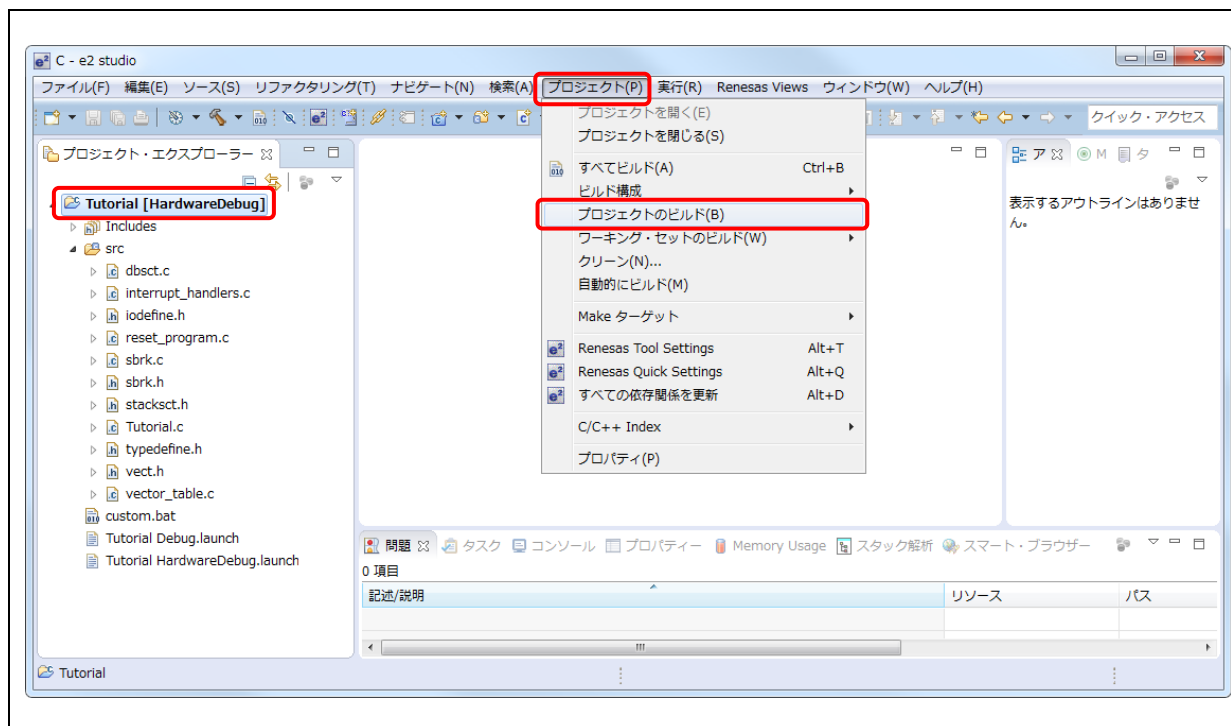 C - e2 studio
ファイル(F) 編集(E) ソース(S) リファクタリング(T) ナビゲート(N) 検索(A) プロジェクト(P) 実行(R) Renesas Views ウィンドウ(W) ヘルプ(H)
クイック・アクセス
プロジェクト・エクスプローラー
Tutorial [HardwareDebug]
Includes
src
dbsct.c
interrupt_handlers.c
iodefine.h
reset_program.c
sbrk.c
sbrk.h
stacksct.h
Tutorial.c
typedefine.h
vect.h
vector_table.c
custom.bat
Tutorial Debug.launch
Tutorial HardwareDebug.launch
プロジェクトを開く(E)
プロジェクトを閉じる(S)
すべてビルド(A) Ctrl+B
ビルド構成
プロジェクトのビルド(B)
ワーキング・セットのビルド(W)
クリーン(N)...
自動的にビルド(M)
Make ターゲット
Renesas Tool Settings Alt+T
Renesas Quick Settings Alt+Q
すべての依存関係を更新 Alt+D
C/C++ Index
プロパティ(P)
ア M タ
表示するアウトラインはありませ
ん。
問題 タスク コンソール プロパティー Memory Usage スタック解析 スマート・ブラウザー
0 項目
記述/説明 リソース パス
Tutorial